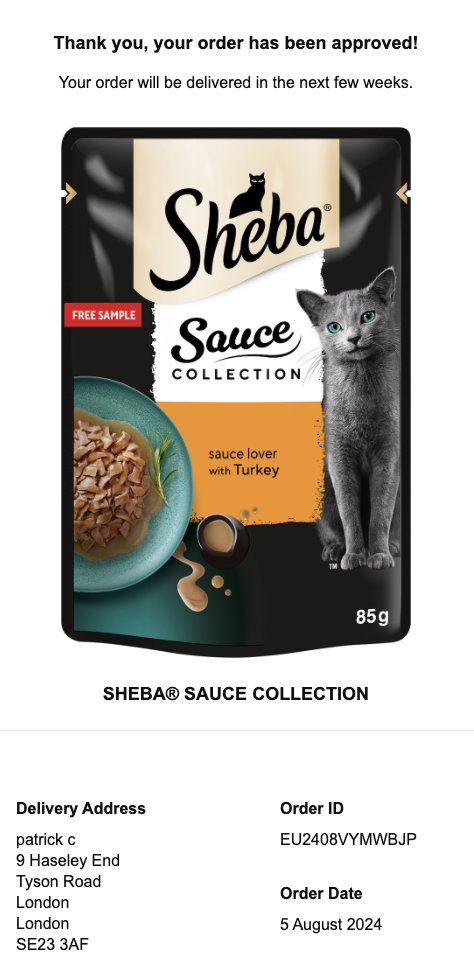 Thank you, your order has been approved!
Your order will be delivered in the next few weeks.
Sheba®
FREE SAMPLE
Sauce
COLLECTION
sauce lover
with Turkey
TM
85g
SHEBA® SAUCE COLLECTION
Delivery Address
patrick c
9 Haseley End
Tyson Road
London
London
SE23 3AF
Order ID
EU2408VYMWBJP
Order Date
5 August 2024